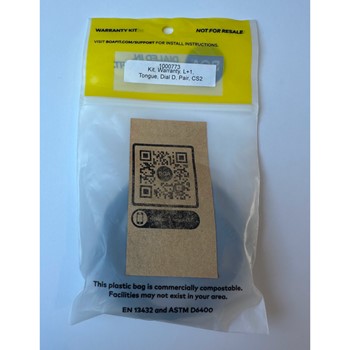 WARRANTY KIT
NOT FOR RESALE
VISIT BOAFIT.COM/SUPPORT FOR INSTALL INSTRUCTIONS.
1000773
Kit, Warranty, L+1,
Tongue, Dial D, Pair, CS2
This plastic bag is commercially compostable.
Facilities may not exist in your area.
EN 13432 and ASTM D6400